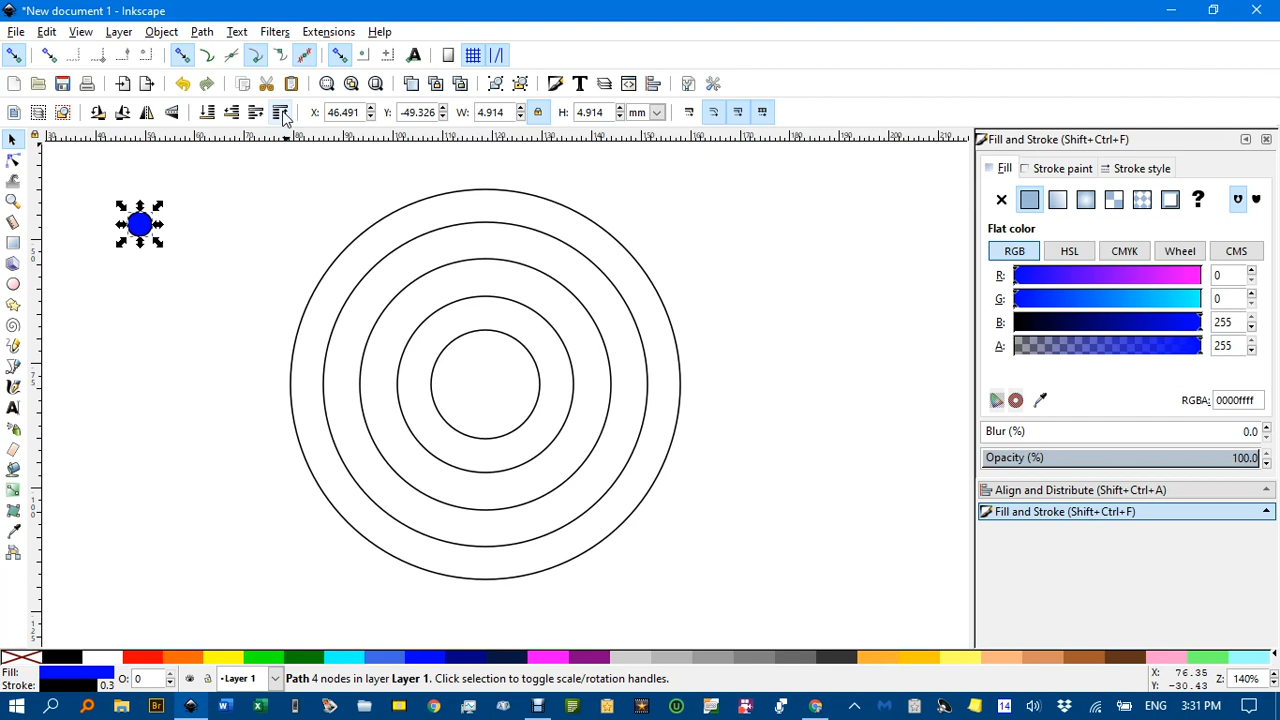 *New document 1 - Inkscape
File Edit View Layer Object Path Text Filters Extensions Help
X: 46.491 Y: -49.326 W: 4.914 H: 4.914 mm
Fill and Stroke (Shift+Ctrl+F)
Fill Stroke paint Stroke style
Flat color
RGB HSL CMYK Wheel CMS
R: 0
G: 0
B: 255
A: 255
RGBA: 0000ffff
Blur (%) 0.0
Opacity (%) 100.0
Align and Distribute (Shift+Ctrl+A)
Fill and Stroke (Shift+Ctrl+F)
Fill:
Stroke: 0.3
O: 0
•Layer 1
Path 4 nodes in layer Layer 1. Click selection to toggle scale/rotation handles.
X: 76.35
Y: -30.43
Z: 140%
ENG 3:31 PM